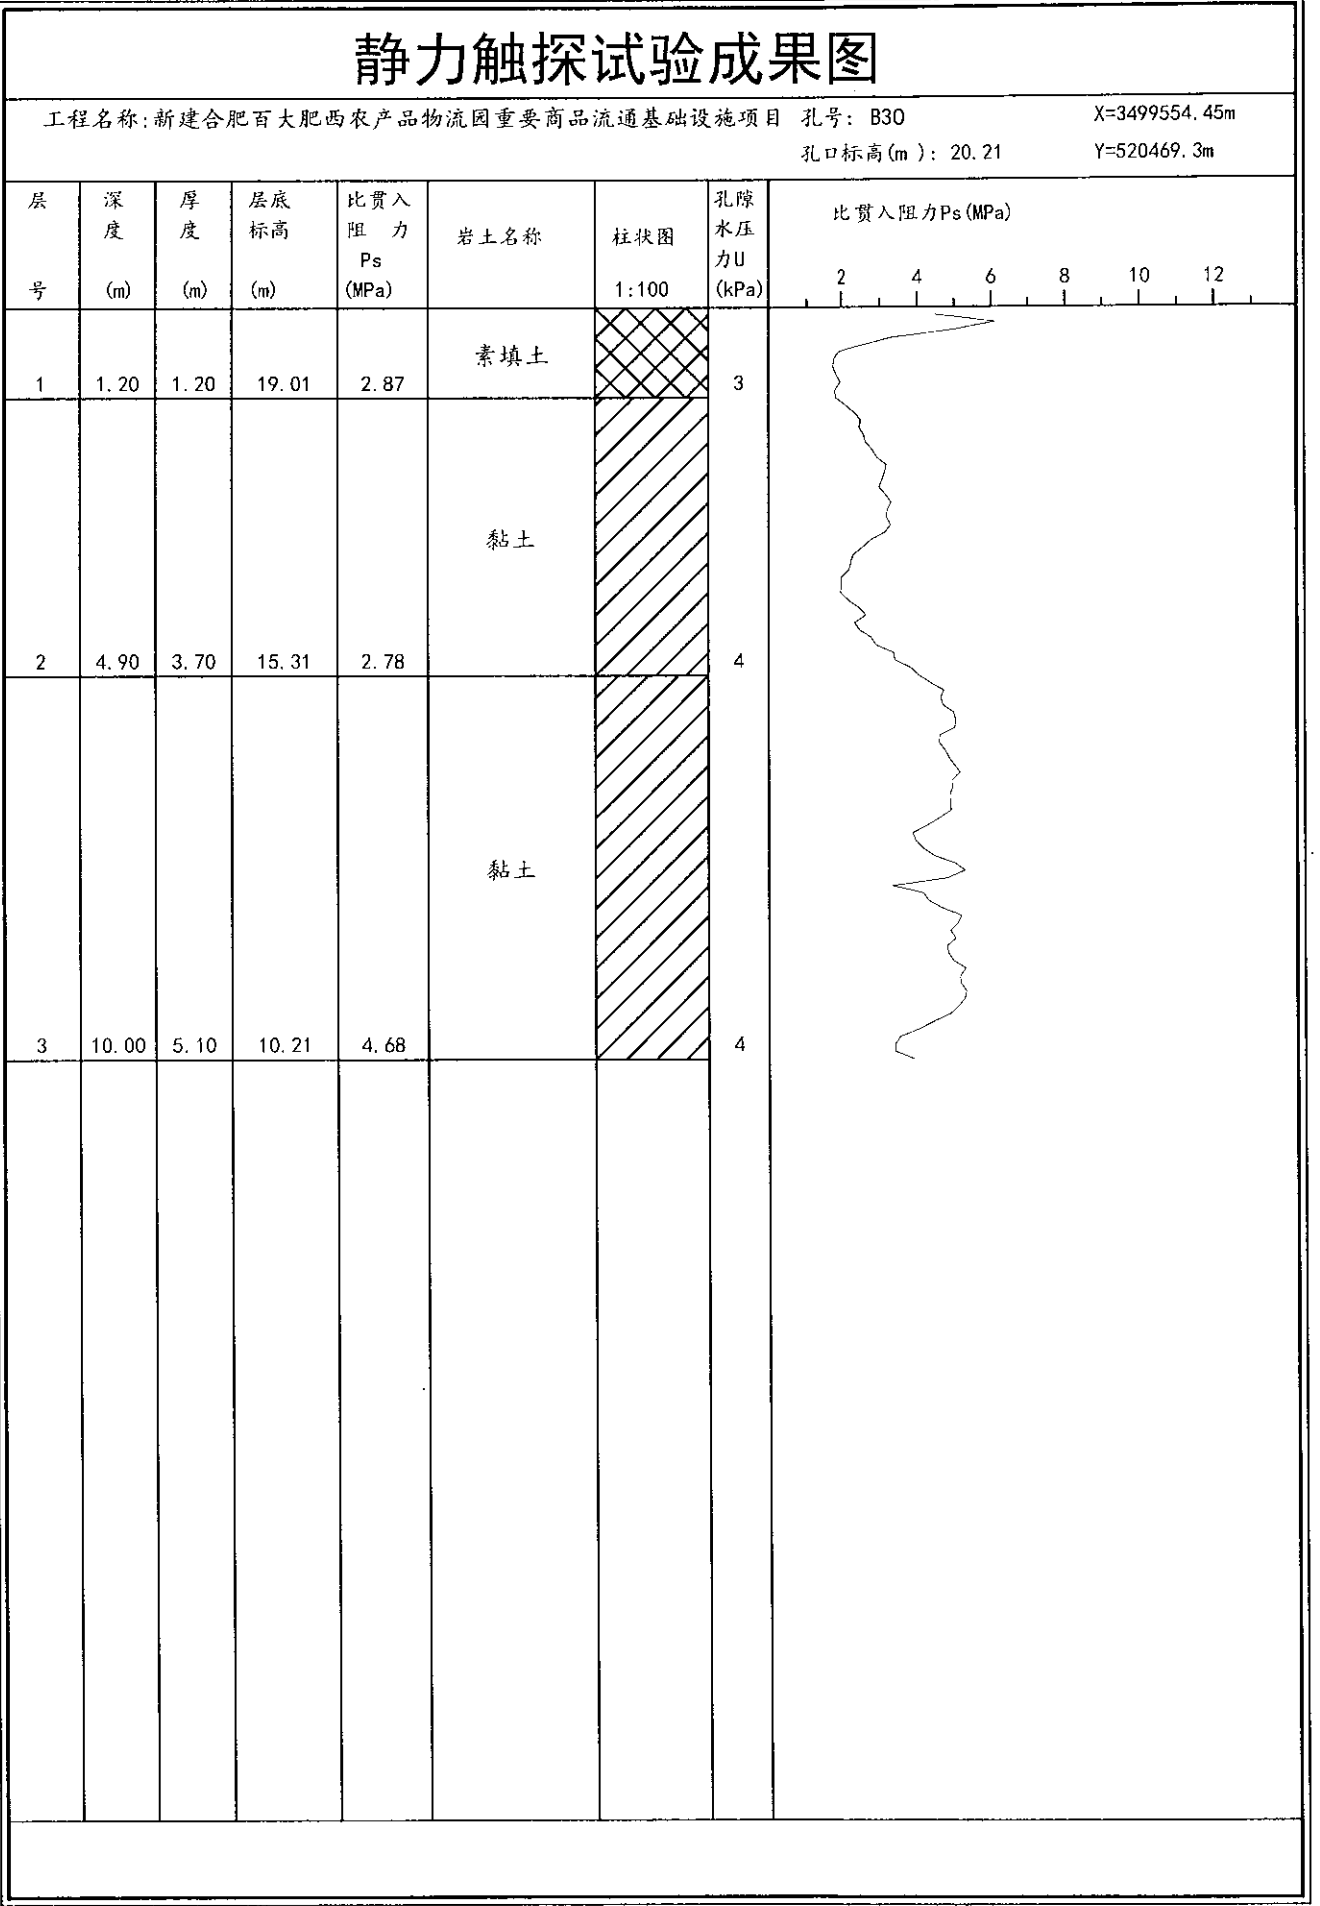 静力触探试验成果图
工程名称:新建合肥百大肥西农产品物流园重要商品流通基础设施项目 孔号: B30 X=3499554.45m
孔口标高(m): 20.21 Y=520469.3m
层号 深度(m) 厚度(m) 层底标高(m) 比贯入阻力Ps(MPa) 岩土名称 柱状图1:100 孔隙水压力U(kPa) 比贯入阻力Ps(MPa)
2 4 6 8 10 12
素填土
1 1.20 1.20 19.01 2.87 3
黏土
2 4.90 3.70 15.31 2.78 4
黏土
3 10.00 5.10 10.21 4.68 4